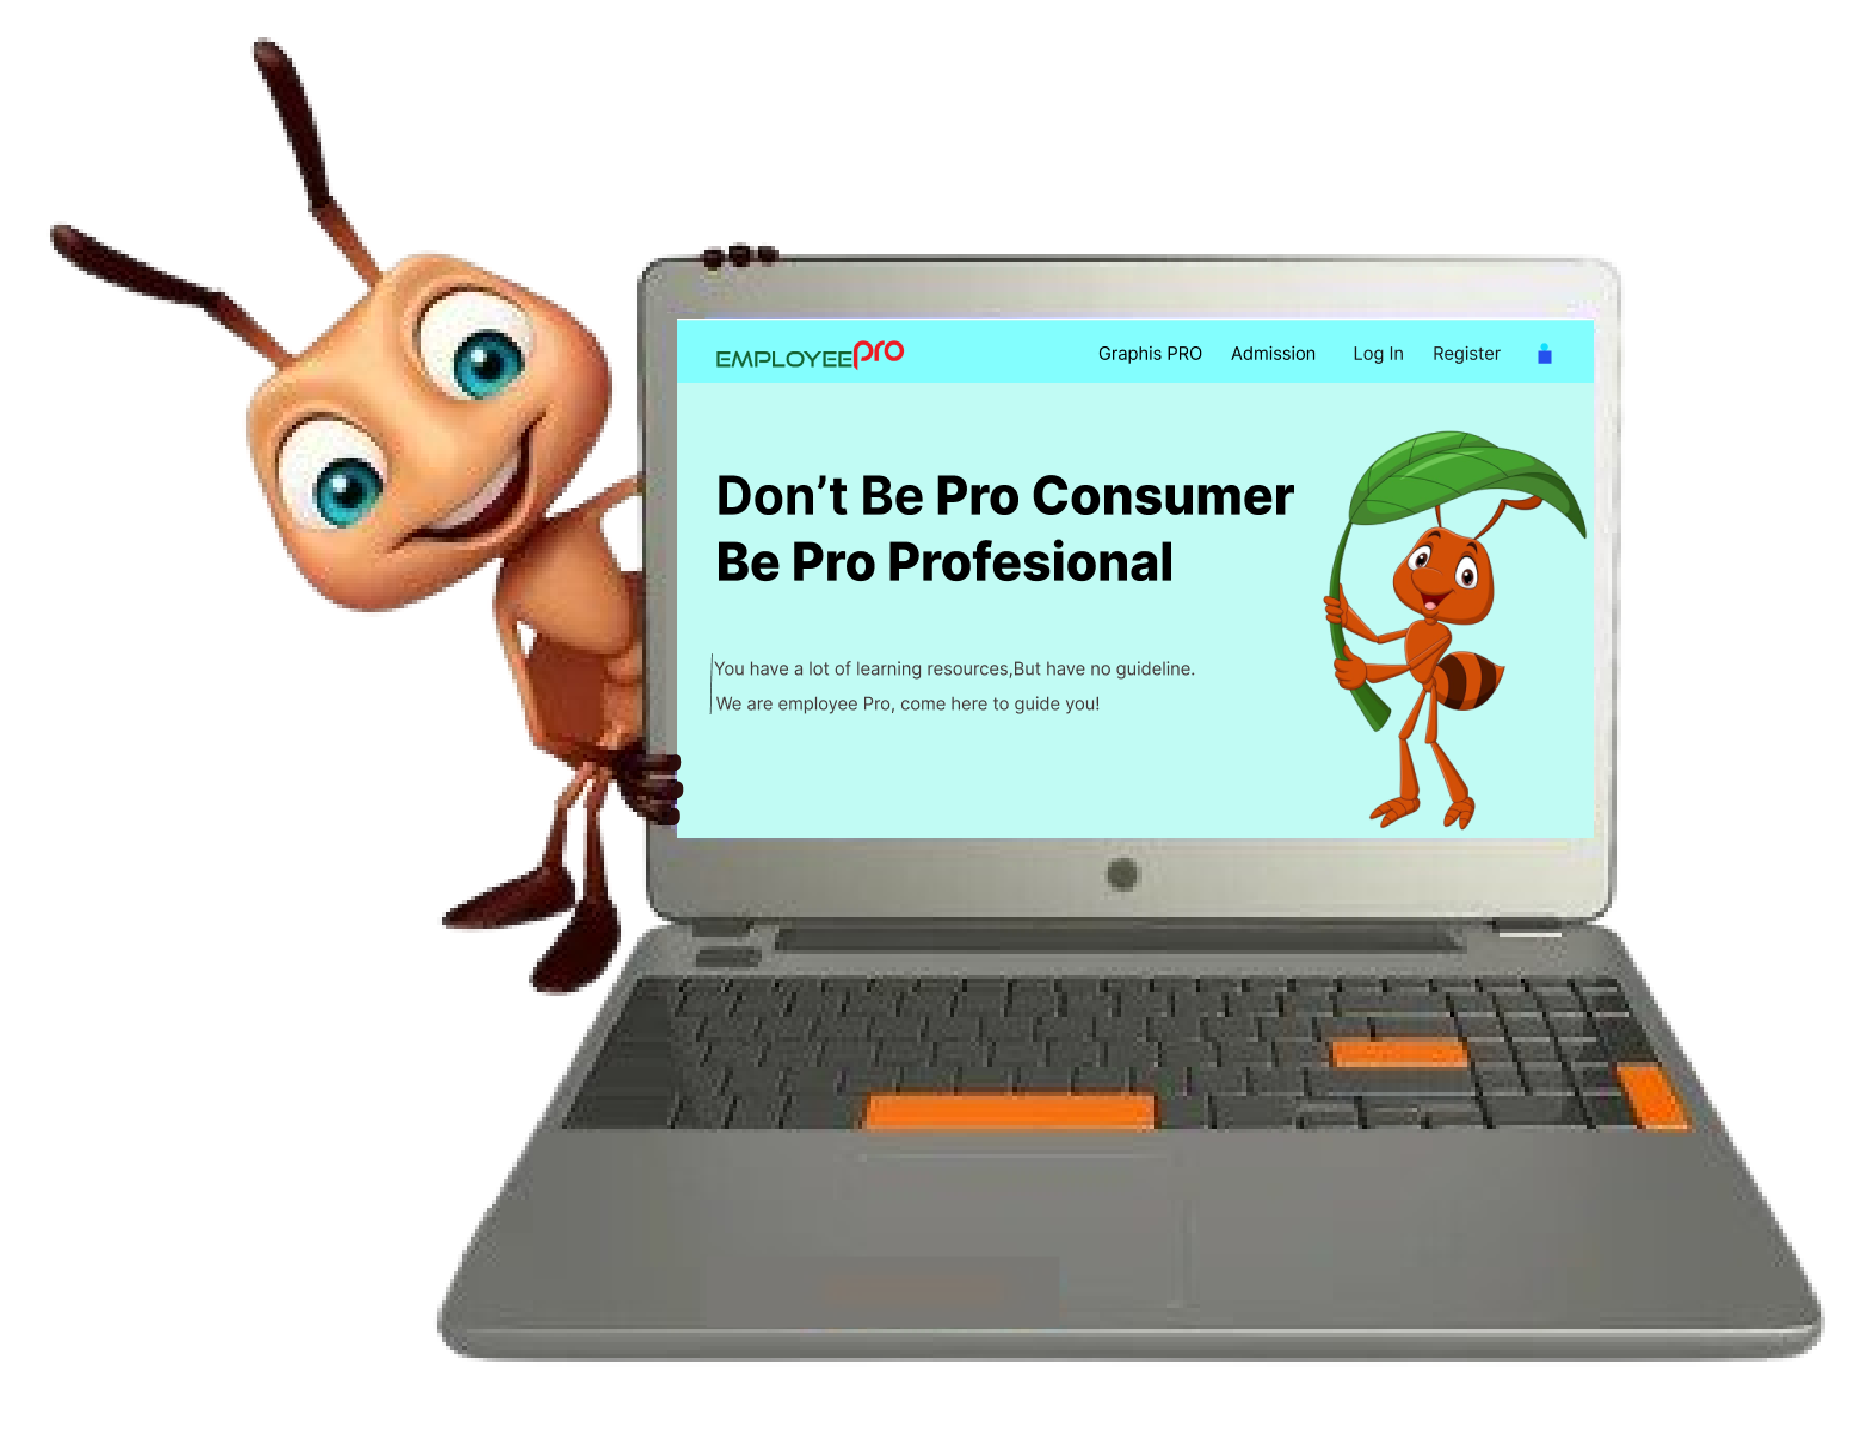 EMPLOYEEpro
Graphis PRO Admission Log In Register
Don't Be Pro Consumer
Be Pro Profesional
You have a lot of learning resources,But have no guideline.
We are employee Pro, come here to guide you!